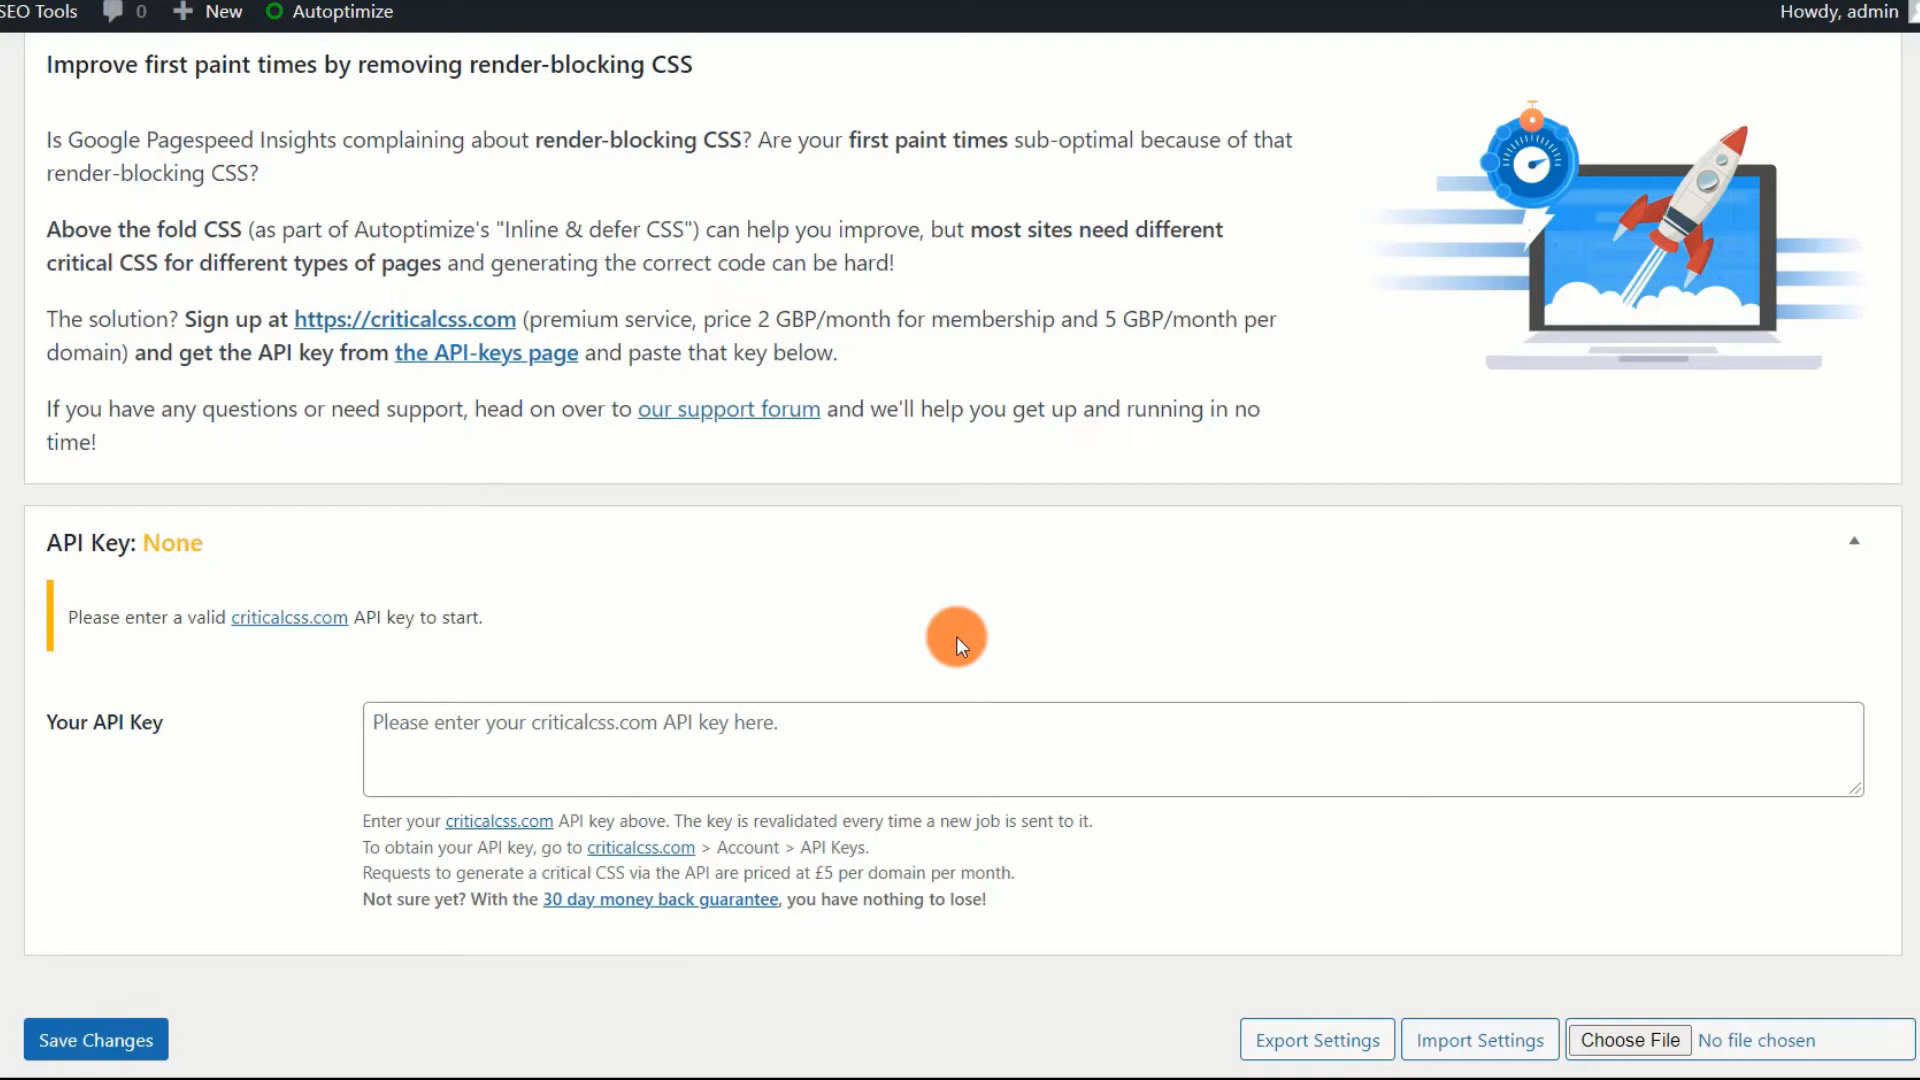 SEO Tools 0 New Autoptimize Howdy, admin
Improve first paint times by removing render-blocking CSS
Is Google Pagespeed Insights complaining about render-blocking CSS? Are your first paint times sub-optimal because of that
render-blocking CSS?
Above the fold CSS (as part of Autoptimize's "Inline & defer CSS") can help you improve, but most sites need different
critical CSS for different types of pages and generating the correct code can be hard!
The solution? Sign up at https://criticalcss.com (premium service, price 2 GBP/month for membership and 5 GBP/month per
domain) and get the API key from the API-keys page and paste that key below.
If you have any questions or need support, head on over to our support forum and we'll help you get up and running in no
time!
API Key: None
Please enter a valid criticalcss.com API key to start.
Your API Key
Please enter your criticalcss.com API key here.
Enter your criticalcss.com API key above. The key is revalidated every time a new job is sent to it.
To obtain your API key, go to criticalcss.com > Account > API Keys.
Requests to generate a critical CSS via the API are priced at £5 per domain per month.
Not sure yet? With the 30 day money back guarantee, you have nothing to lose!
Save Changes Export Settings Import Settings Choose File No file chosen